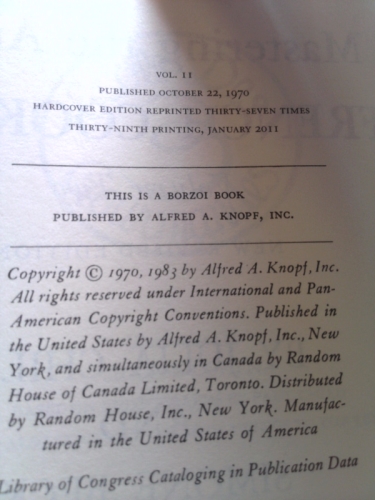 VOL. II
PUBLISHED OCTOBER 22, 1970
HARDCOVER EDITION REPRINTED THIRTY-SEVEN TIMES
THIRTY-NINTH PRINTING, JANUARY 2011
THIS IS A BORZOI BOOK
PUBLISHED BY ALFRED A. KNOPF, INC.
Copyright © 1970, 1983 by Alfred A. Knopf, Inc.
All rights reserved under International and Pan-
American Copyright Conventions. Published in
the United States by Alfred A. Knopf, Inc., New
York, and simultaneously in Canada by Random
House of Canada Limited, Toronto. Distributed
by Random House, Inc., New York. Manufac-
tured in the United States of America
Library of Congress Cataloging in Publication Data